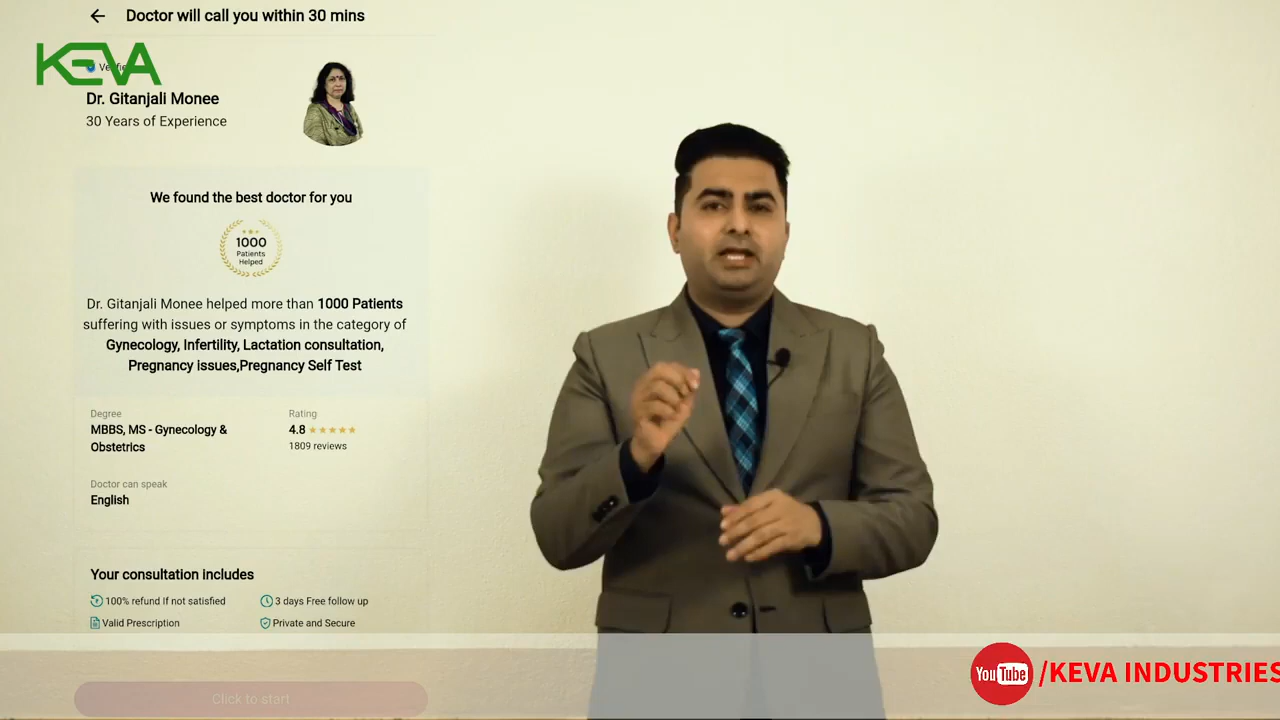 Doctor will call you within 30 mins
KEVA
Dr. Gitanjali Monee
30 Years of Experience
We found the best doctor for you
1000
Patients
Helped
Dr. Gitanjali Monee helped more than 1000 Patients
suffering with issues or symptoms in the category of
Gynecology, Infertility, Lactation consultation,
Pregnancy issues,Pregnancy Self Test
Degree
MBBS, MS - Gynecology &
Obstetrics
Rating
4.8
1809 reviews
Doctor can speak
English
Your consultation includes
100% refund If not satisfied
3 days Free follow up
Valid Prescription
Private and Secure
Click to start
YouTube /KEVA INDUSTRIES